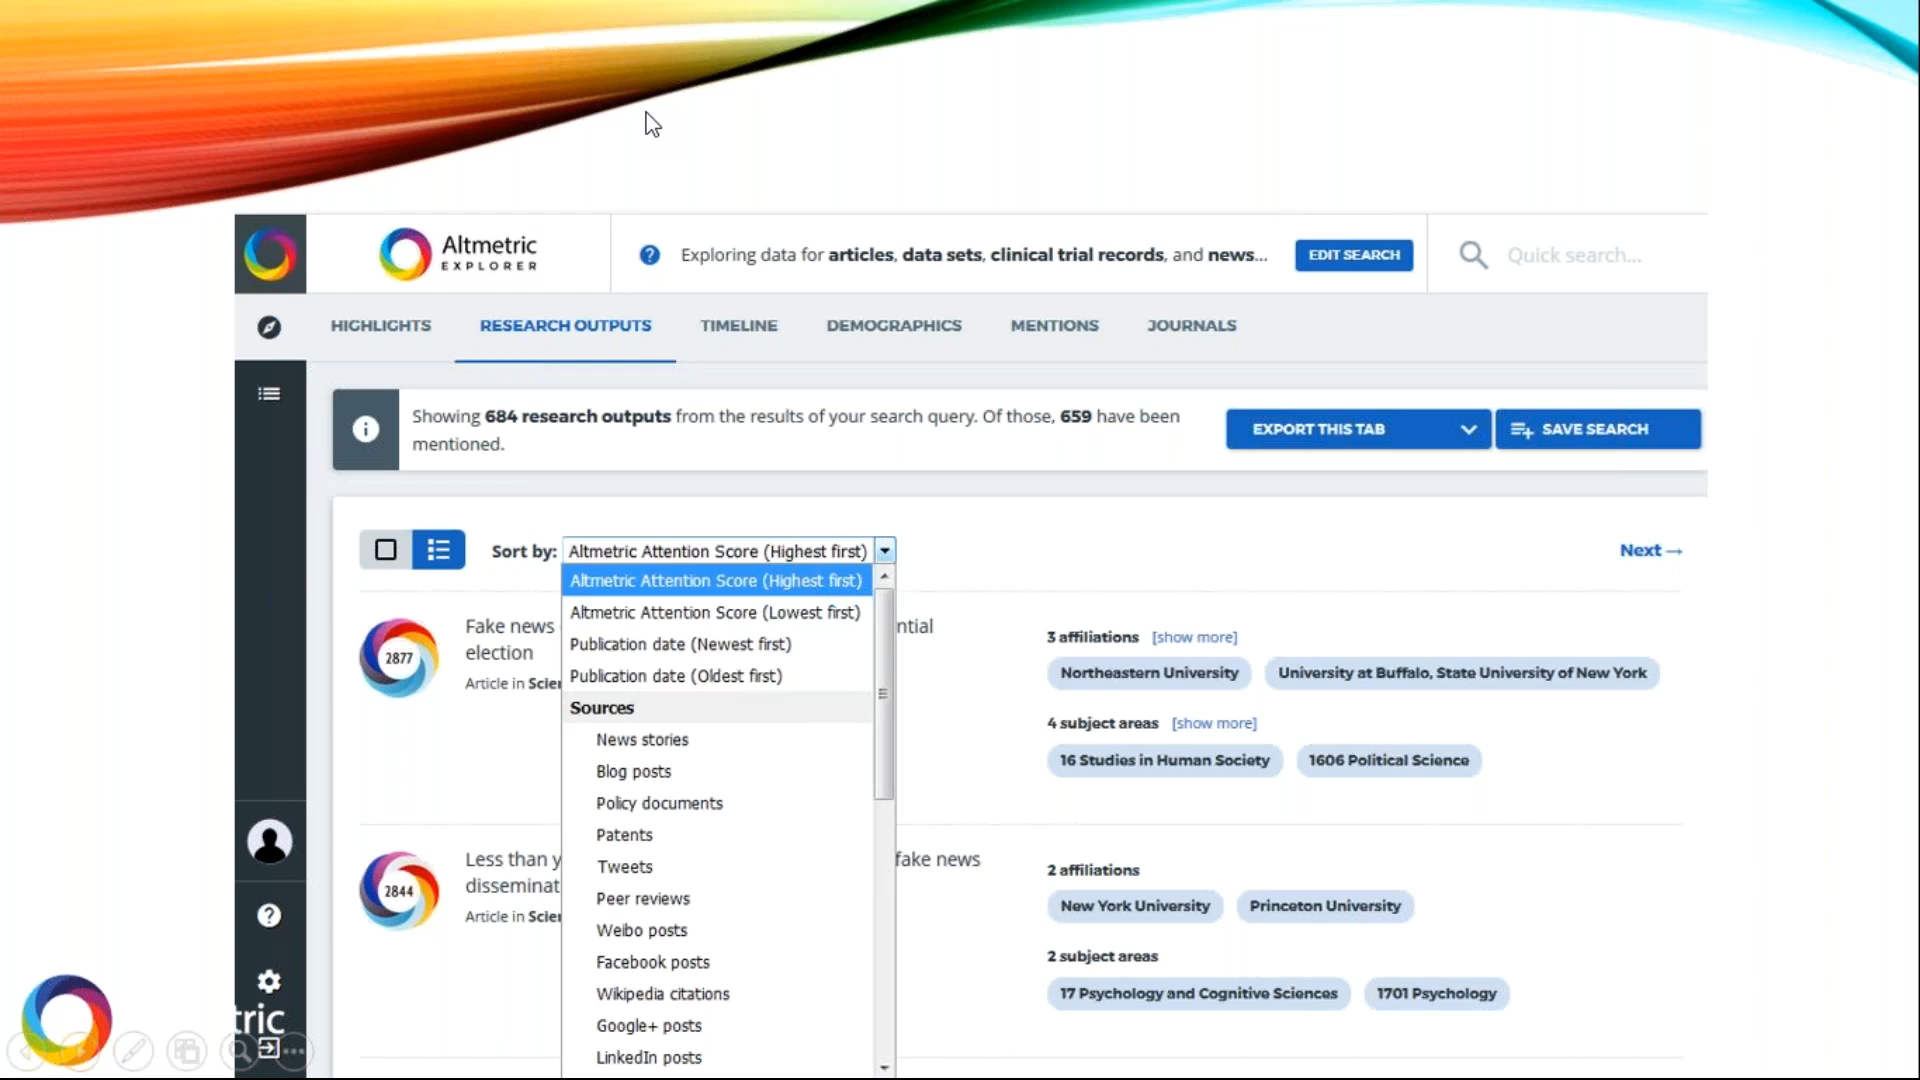 Altmetric
EXPLORER
Exploring data for articles, data sets, clinical trial records, and news...
EDIT SEARCH
Quick search...
HIGHLIGHTS
RESEARCH OUTPUTS
TIMELINE
DEMOGRAPHICS
MENTIONS
JOURNALS
Showing 684 research outputs from the results of your search query. Of those, 659 have been
mentioned.
EXPORT THIS TAB
SAVE SEARCH
Sort by:
Altmetric Attention Score (Highest first)
Next →
Altmetric Attention Score (Highest first)
Altmetric Attention Score (Lowest first)
Publication date (Newest first)
Publication date (Oldest first)
Sources
News stories
Blog posts
Policy documents
Patents
Tweets
Peer reviews
Weibo posts
Facebook posts
Wikipedia citations
Google+ posts
LinkedIn posts
2877
Fake news
ntial
election
Article in Scier
3 affiliations [show more]
Northeastern University
University at Buffalo, State University of New York
4 subject areas [show more]
16 Studies in Human Society
1606 Political Science
2844
Less than y
fake news
disseminat
Article in Scier
2 affiliations
New York University
Princeton University
2 subject areas
17 Psychology and Cognitive Sciences
1701 Psychology
tric